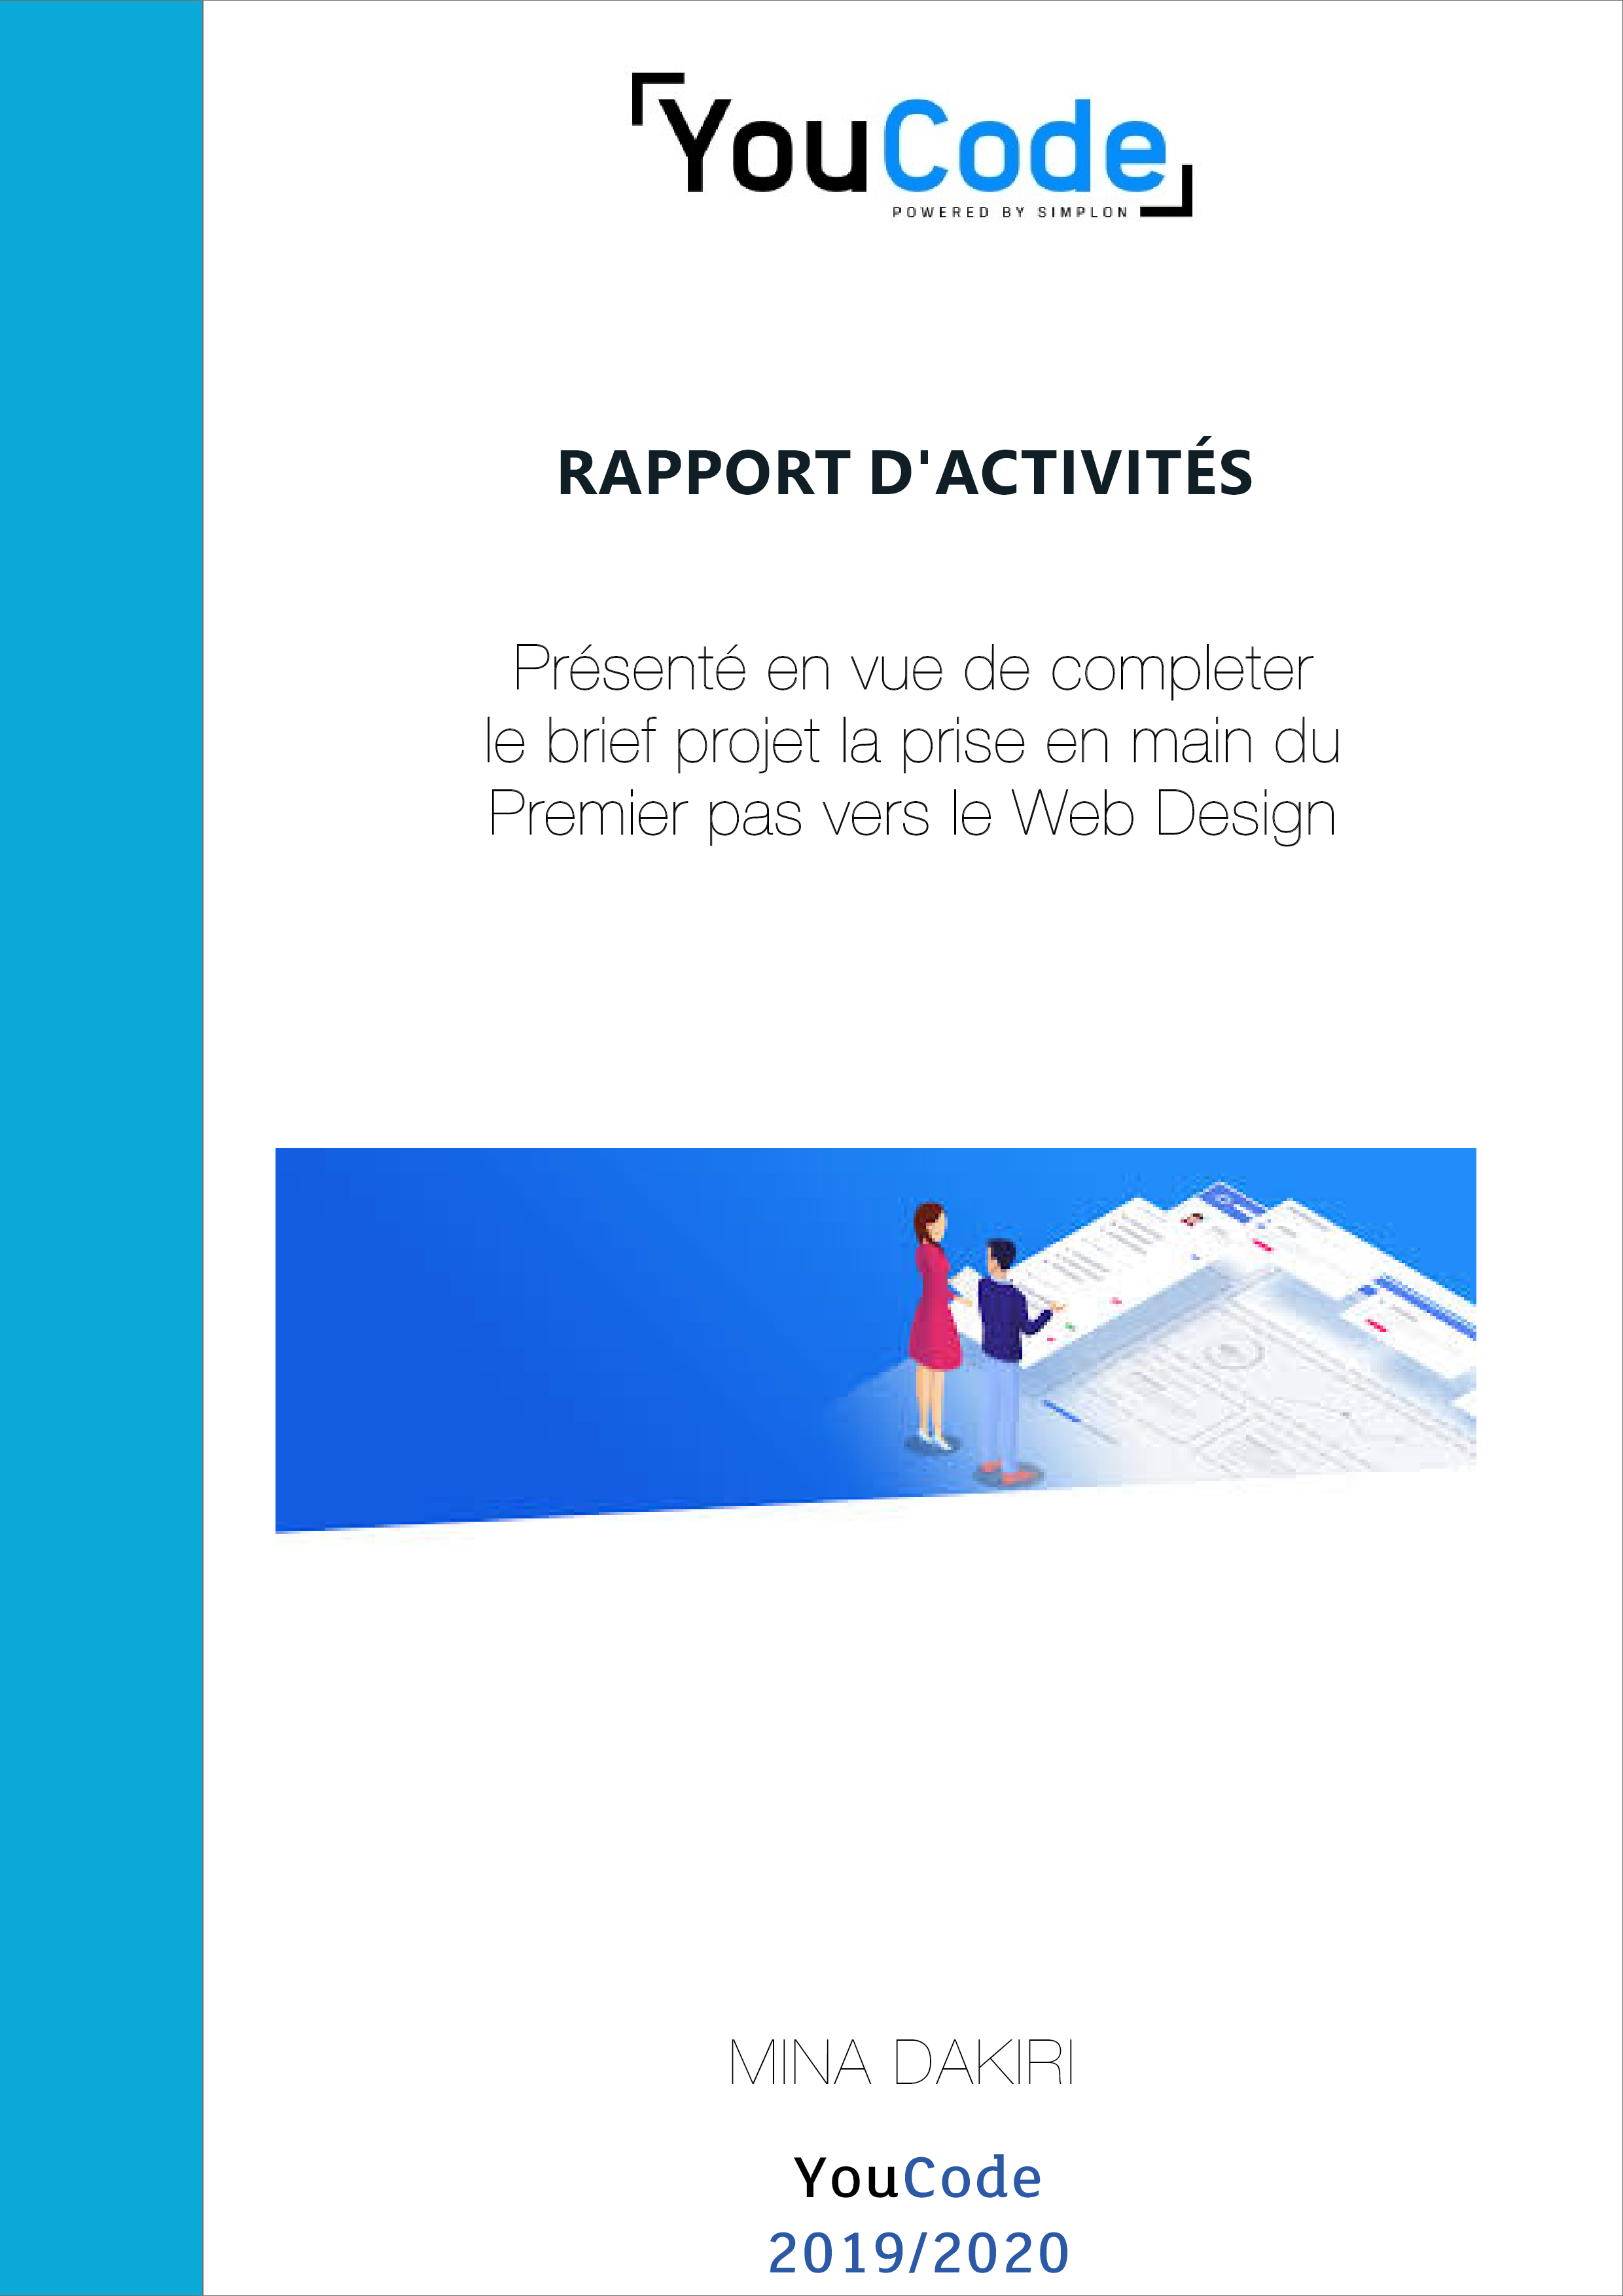 YouCode
POWERED BY SIMPLON
RAPPORT D'ACTIVITÉS
Présenté en vue de completer
le brief projet la prise en main du
Premier pas vers le Web Design
MINA DAKIRI
YouCode
2019/2020